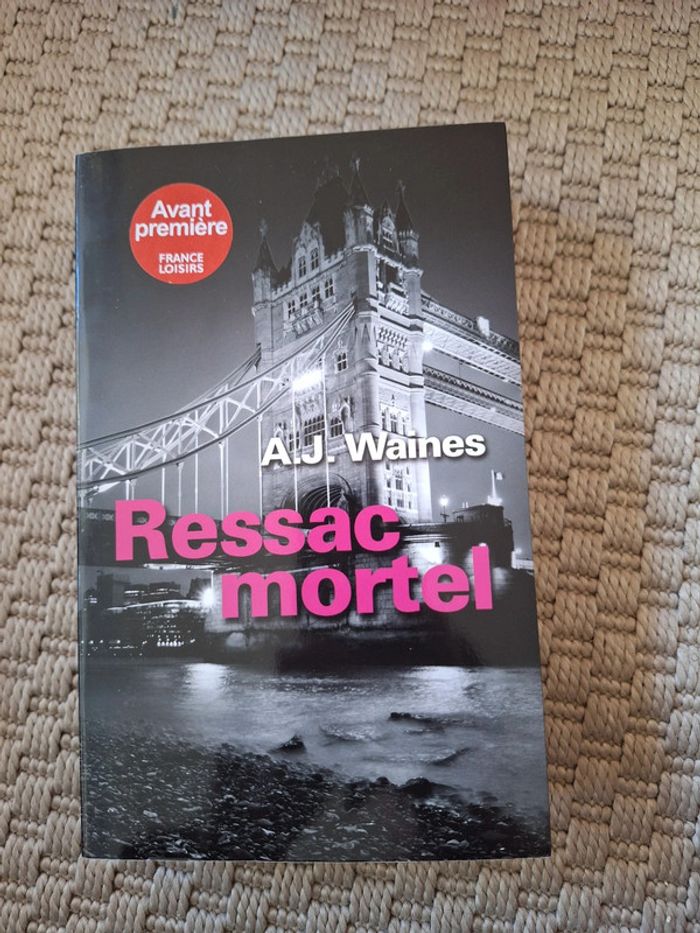 Avant
première
FRANCE
LOISIRS
A.J. Waines
Ressac
mortel